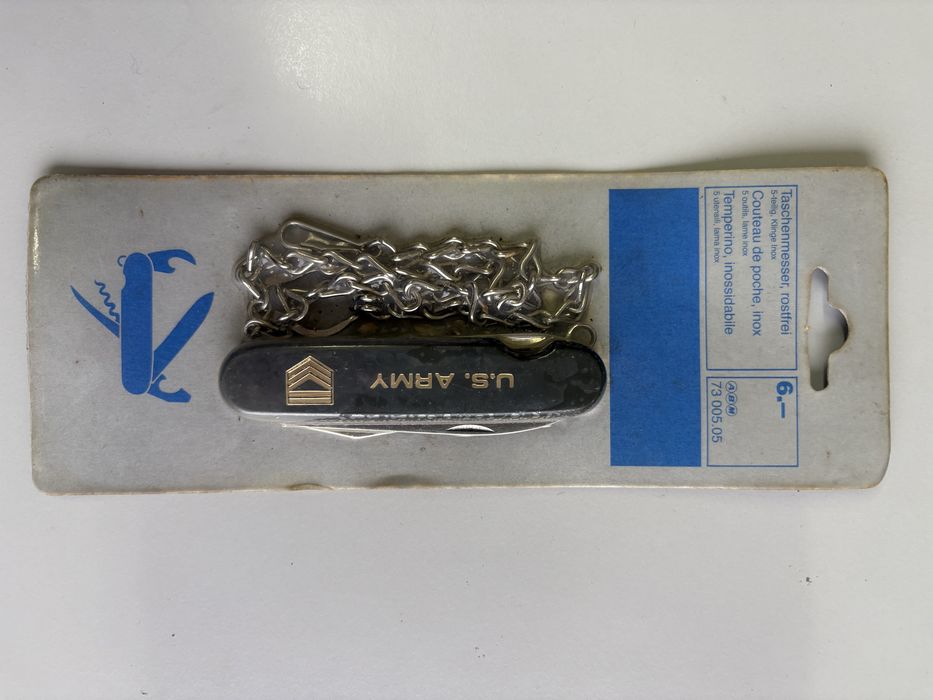 Taschenmesser, rostfrei
5-teilig, Klinge inox
Couteau de poche, inox
5 outils, lame inox
Temperino, inossidabile
5 utensili, lama inox
6.–
ABM
73 005.05
U.S. ARMY